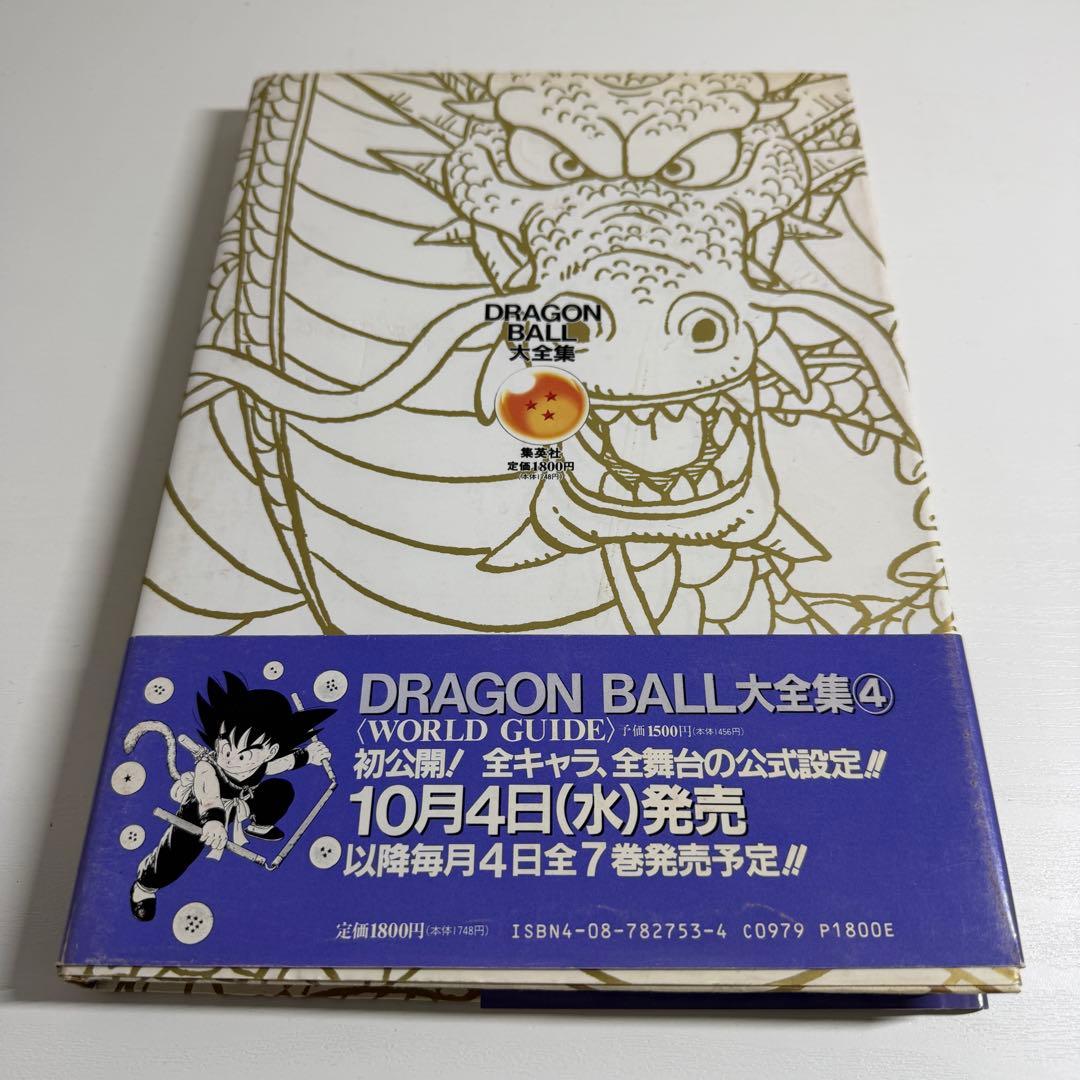 DRAGON
BALL
大全集
集英社
定価1800円
(本体1748円)
DRAGON BALL大全集④
〈WORLD GUIDE〉予価1500円(本体1456円)
初公開! 全キャラ、全舞台の公式設定!!
10月4日(水)発売
以降毎月4日全7巻発売予定!!
定価1800円(本体1748円) ISBN4-08-782753-4 C0979 P1800E